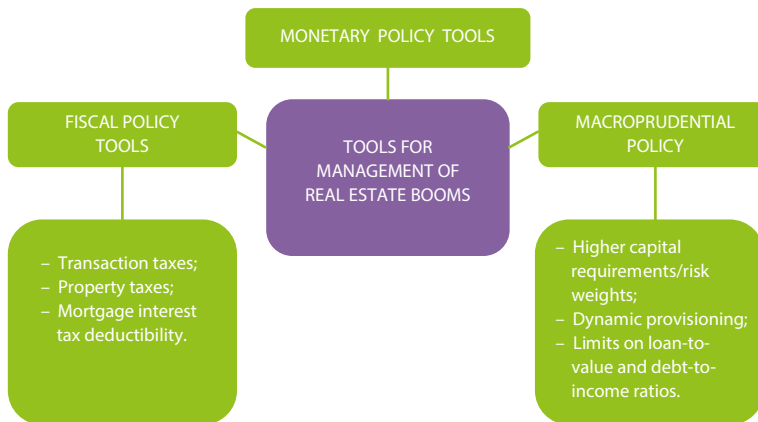 MONETARY POLICY TOOLS
FISCAL POLICY
TOOLS
TOOLS FOR
MANAGEMENT OF
REAL ESTATE BOOMS
MACROPRUDENTIAL
POLICY
– Transaction taxes;
– Property taxes;
– Mortgage interest
tax deductibility.
– Higher capital
requirements/risk
weights;
– Dynamic provisioning;
– Limits on loan-to-
value and debt-to-
income ratios.